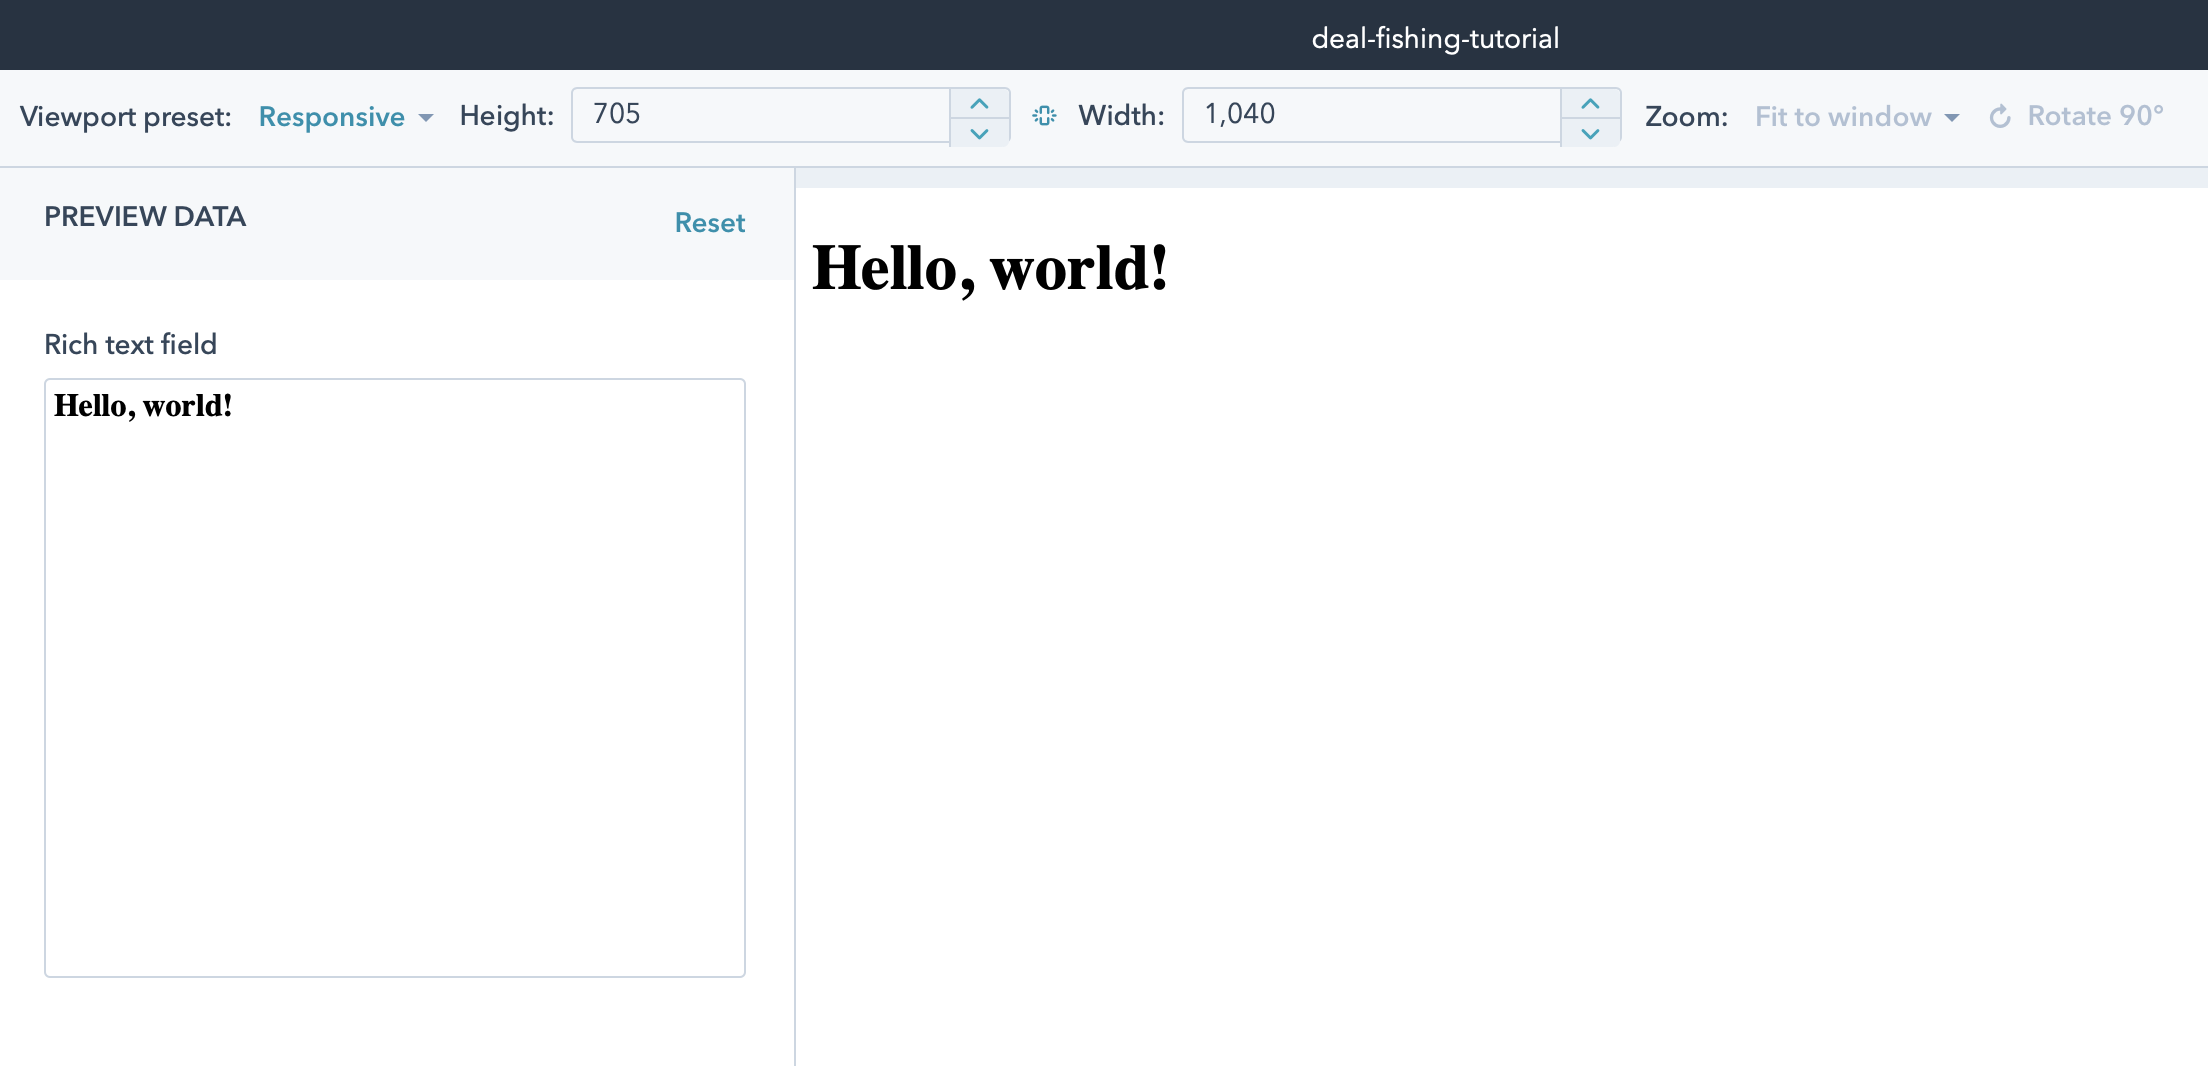 deal-fishing-tutorial
Viewport preset: Responsive Height: 705 Width: 1,040 Zoom: Fit to window Rotate 90°
PREVIEW DATA
Reset
Rich text field
Hello, world!
Hello, world!